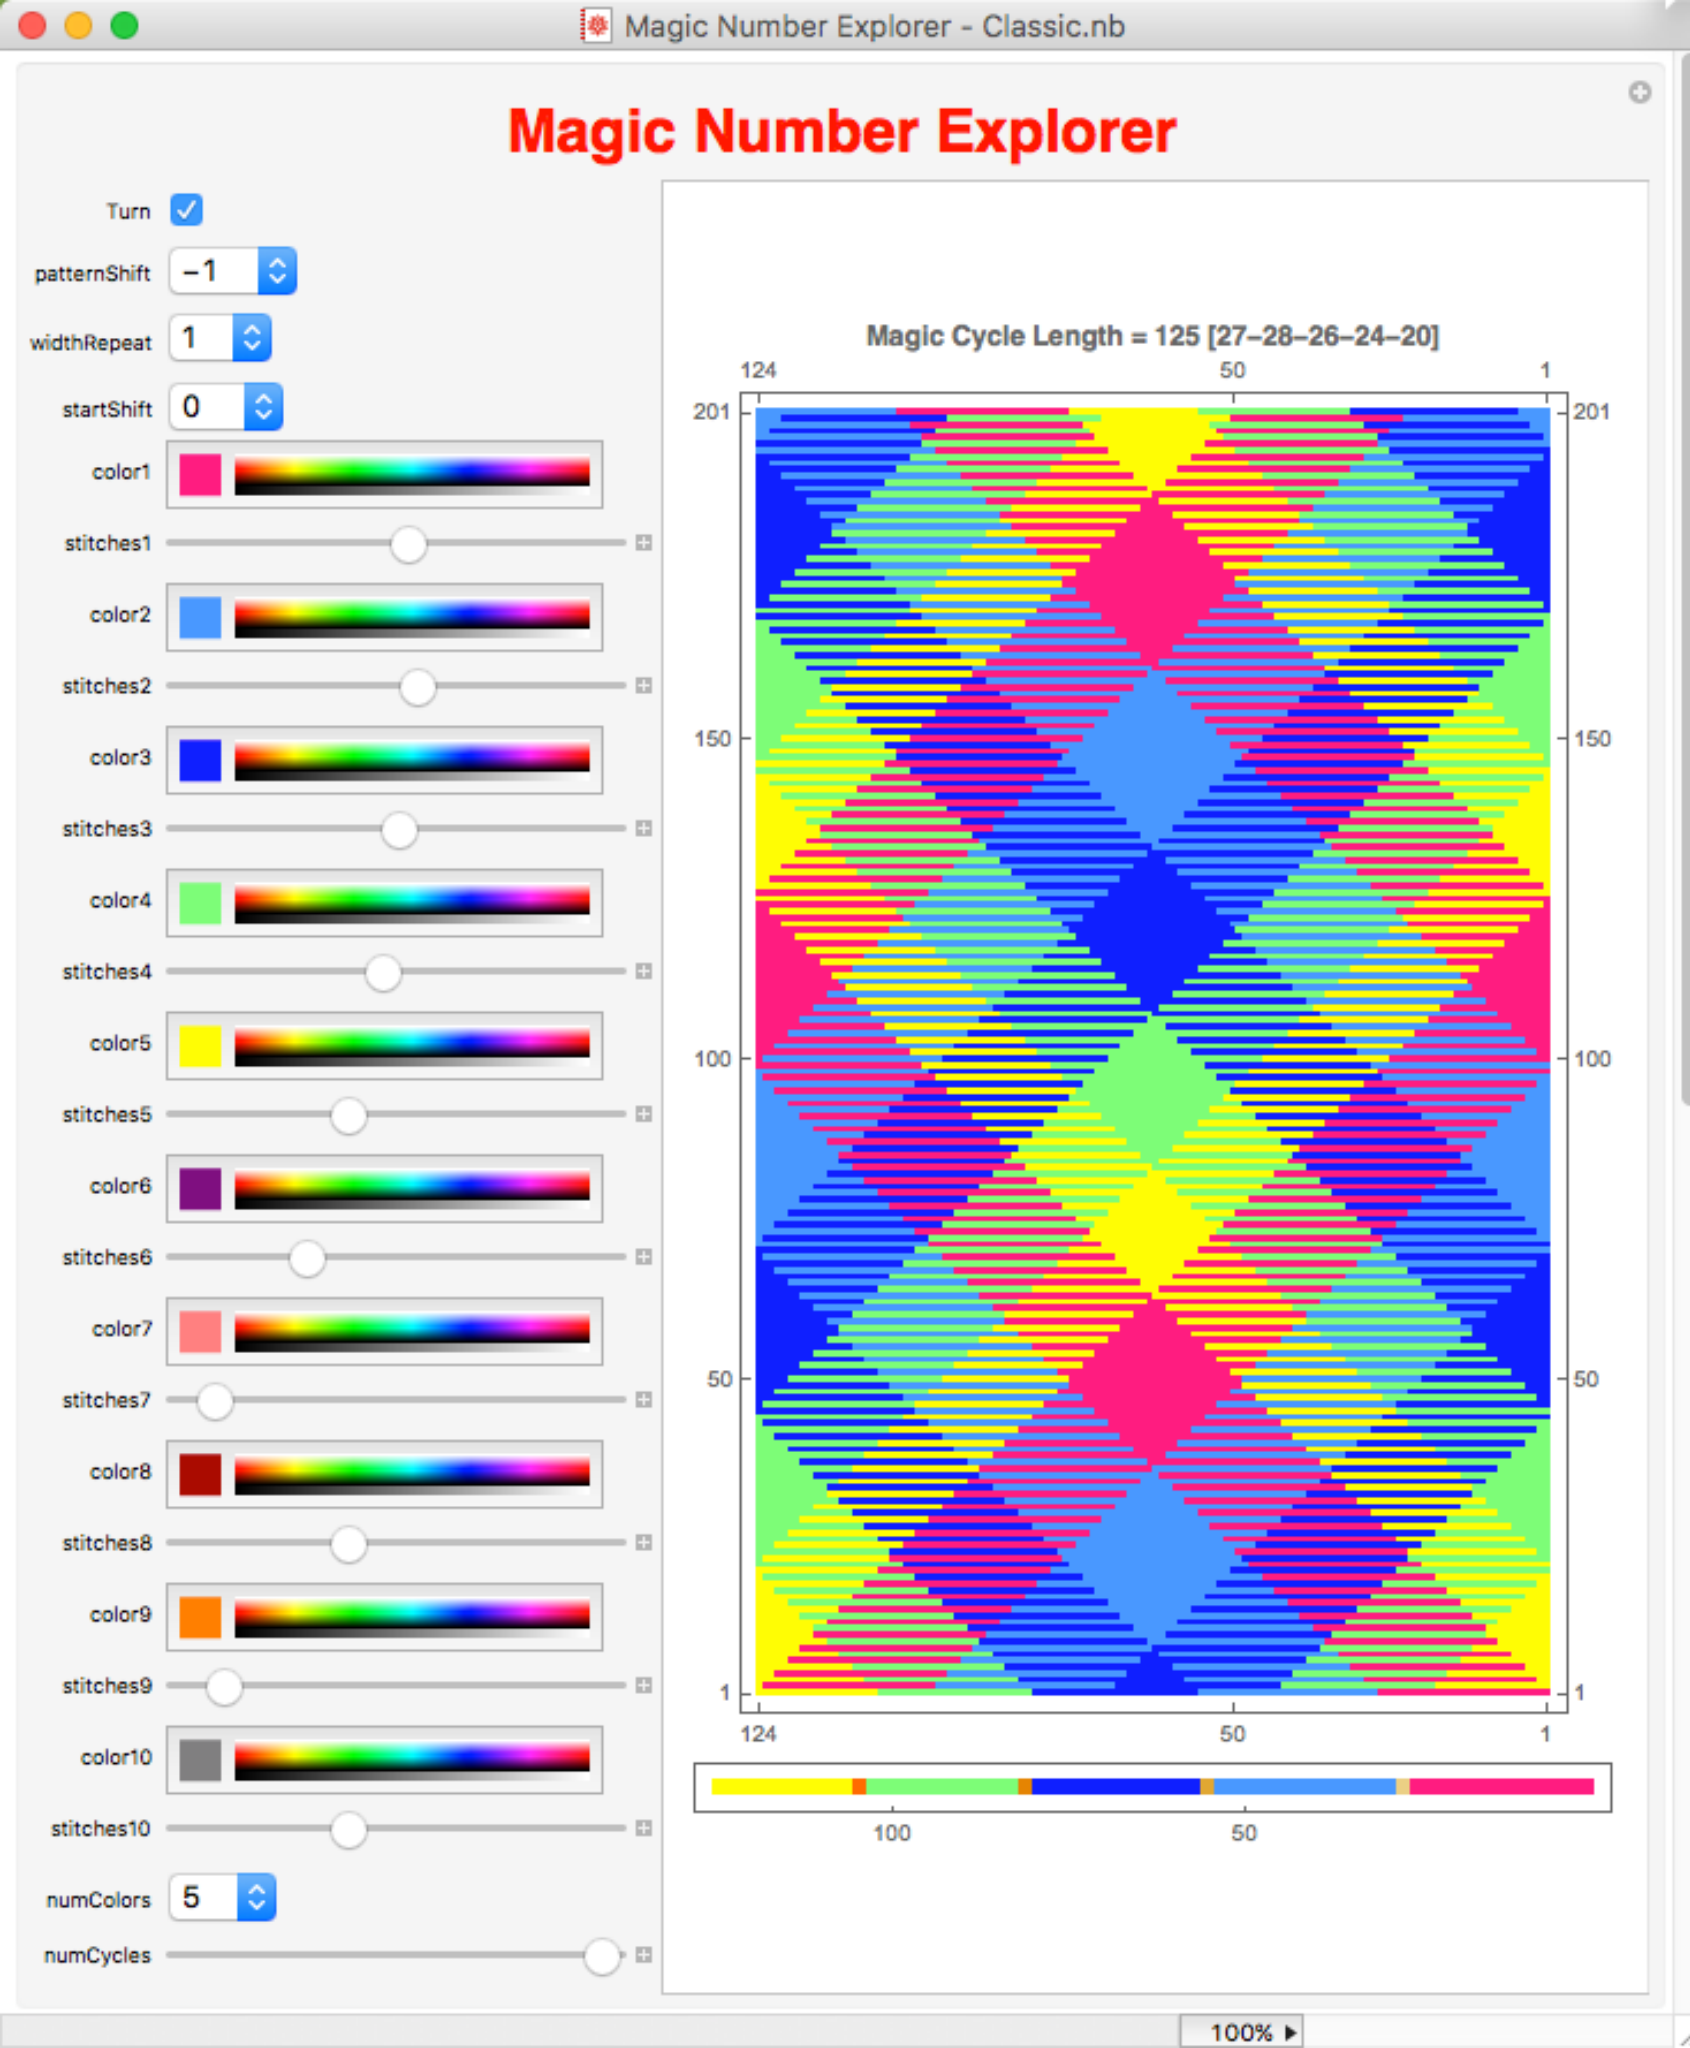 Magic Number Explorer - Classic.nb
Magic Number Explorer
Turn
patternShift −1
widthRepeat 1
startShift 0
color1
stitches1
color2
stitches2
color3
stitches3
color4
stitches4
color5
stitches5
color6
stitches6
color7
stitches7
color8
stitches8
color9
stitches9
color10
stitches10
numColors 5
numCycles
Magic Cycle Length = 125 [27−28−26−24−20]
124 50 1
201 201
150 150
100 100
50 50
1 1
124 50 1
100 50
100%